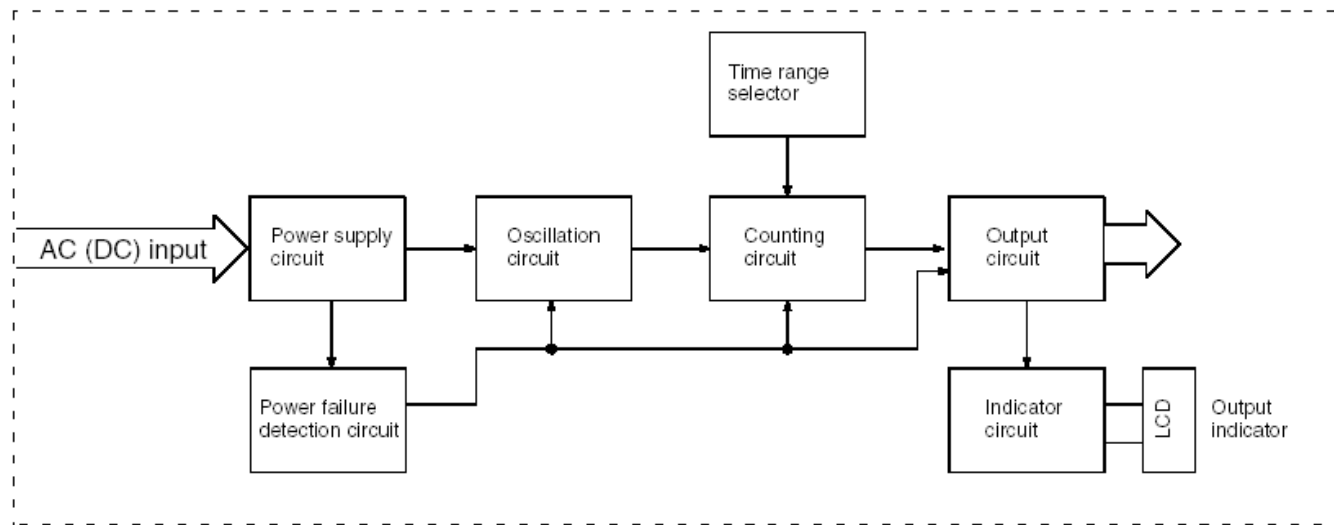 Time range
selector
AC (DC) input
Power supply
circuit
Oscillation
circuit
Counting
circuit
Output
circuit
Power failure
detection circuit
Indicator
circuit
LCD
Output
indicator